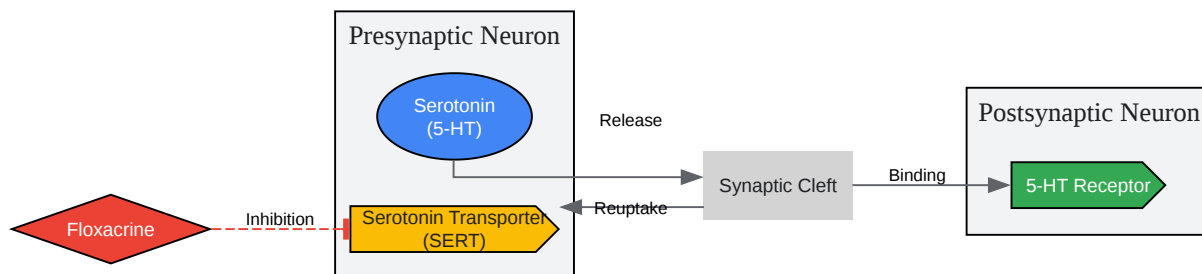 Presynaptic Neuron
Serotonin
(5-HT)
Release
Postsynaptic Neuron
Synaptic Cleft
Binding
5-HT Receptor
Floxacrine
Inhibition
Serotonin Transporter
(SERT)
Reuptake